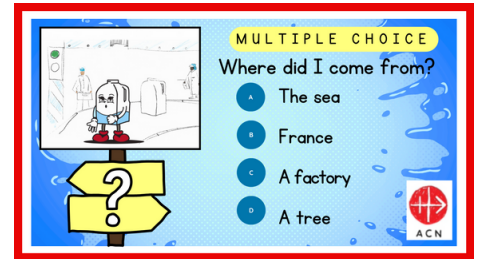 MULTIPLE CHOICE
Where did I come from?
A The sea
B France
C A factory
D A tree
?
ACN